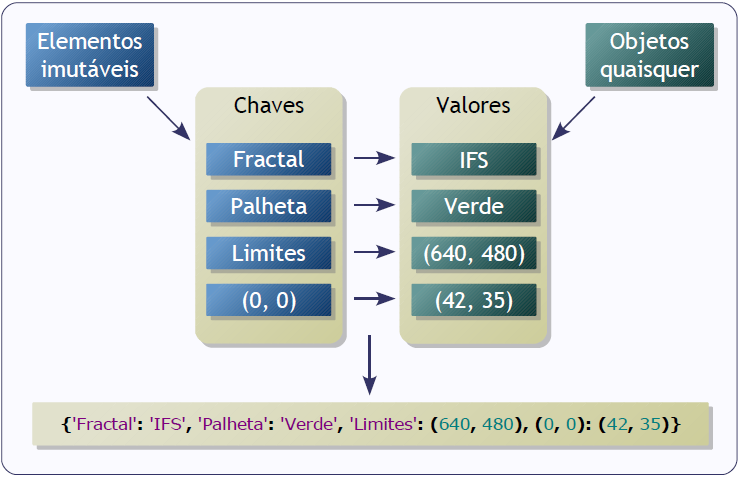 Elementos
imutáveis
Objetos
quaisquer
Chaves
Valores
Fractal
IFS
Palheta
Verde
Limites
(640, 480)
(0, 0)
(42, 35)
{'Fractal': 'IFS', 'Palheta': 'Verde', 'Limites': (640, 480), (0, 0): (42, 35)}